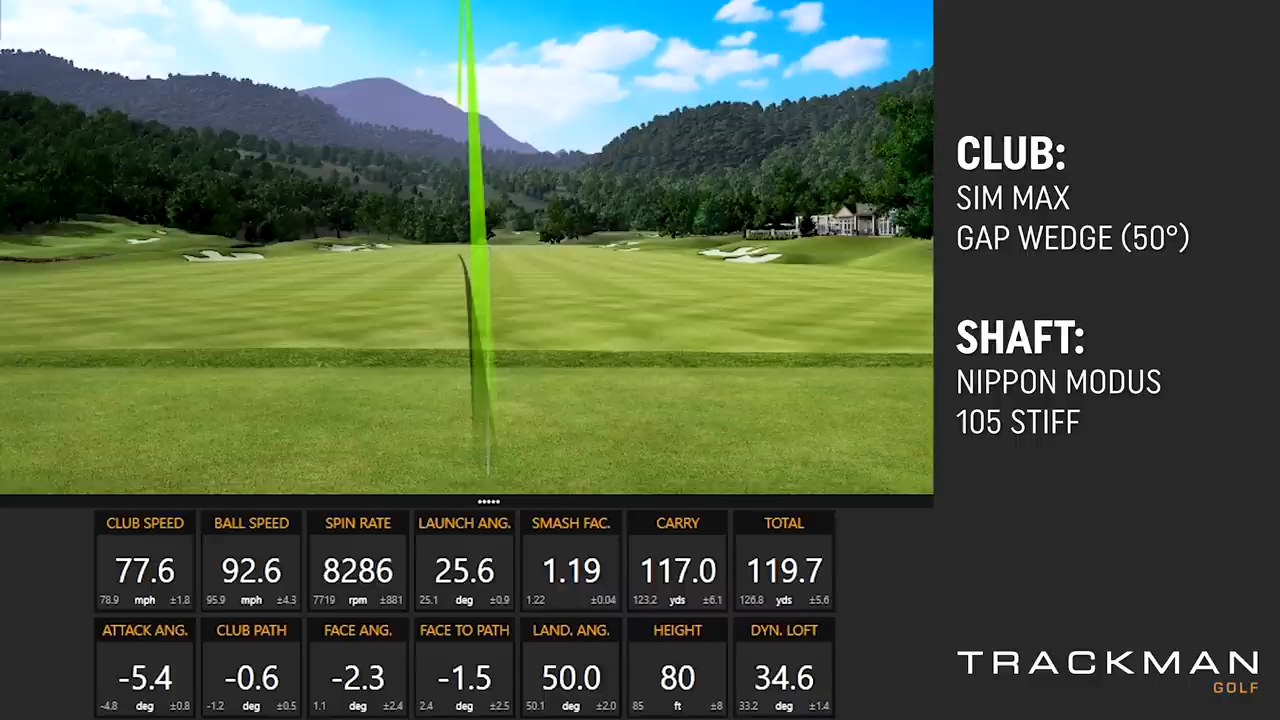 CLUB:
SIM MAX
GAP WEDGE (50°)
SHAFT:
NIPPON MODUS
105 STIFF
CLUB SPEED BALL SPEED SPIN RATE LAUNCH ANG. SMASH FAC. CARRY TOTAL
77.6 92.6 8286 25.6 1.19 117.0 119.7
78.9 mph ±1.8 95.9 mph ±4.3 7719 rpm ±881 25.1 deg ±0.9 1.22 ±0.04 123.2 yds ±6.1 126.8 yds ±5.6
ATTACK ANG. CLUB PATH FACE ANG. FACE TO PATH LAND. ANG. HEIGHT DYN. LOFT
-5.4 -0.6 -2.3 -1.5 50.0 80 34.6
-4.8 deg ±0.8 -1.2 deg ±0.5 1.1 deg ±2.4 2.4 deg ±2.5 50.1 deg ±2.0 85 ft ±8 33.2 deg ±1.4
TRACKMAN
GOLF